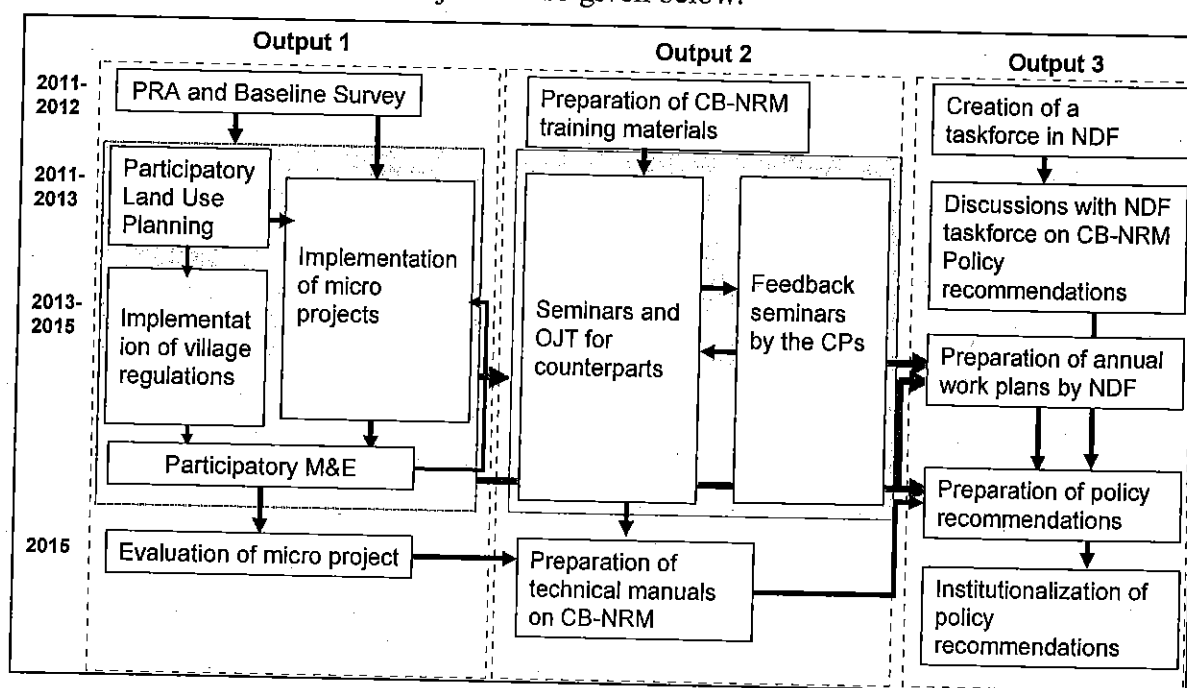 given below.
Output 1
Output 2
Output 3
2011-
2012
PRA and Baseline Survey
Preparation of CB-NRM
training materials
Creation of a
taskforce in NDF
2011-
2013
Participatory
Land Use
Planning
Discussions with NDF
taskforce on CB-NRM
Policy
recommendations
2013-
2015
Implementat
ion of village
regulations
Implementation
of micro
projects
Seminars and
OJT for
counterparts
Feedback
seminars
by the CPs
Preparation of annual
work plans by NDF
Participatory M&E
Preparation of policy
recommendations
2015
Evaluation of micro project
Preparation of
technical manuals
on CB-NRM
Institutionalization of
policy
recommendations